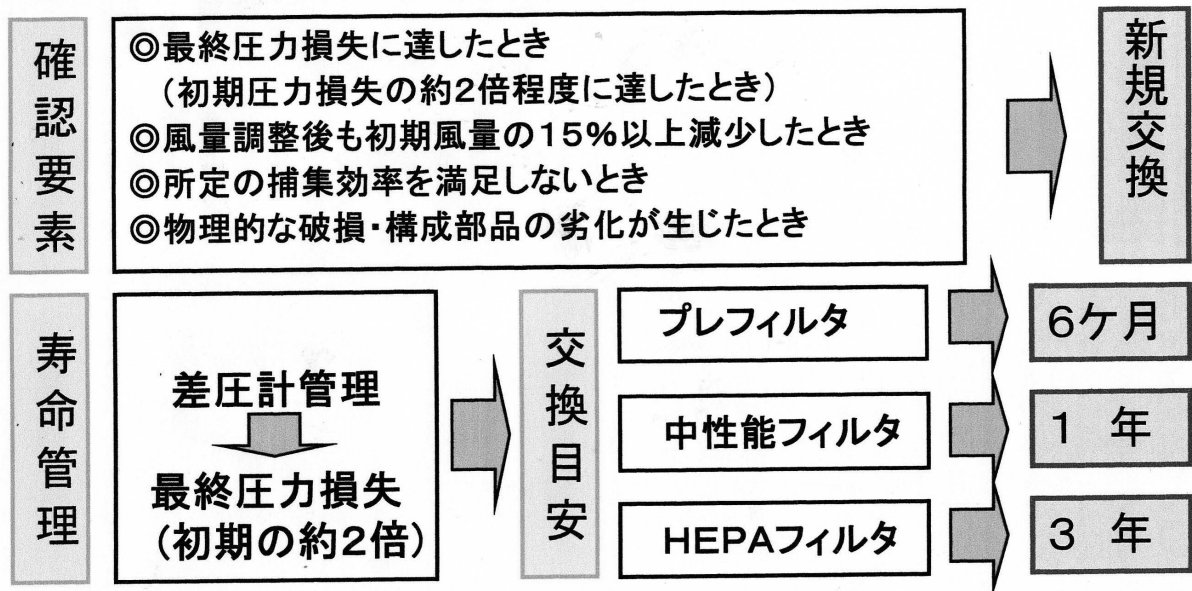 確認要素
◎最終圧力損失に達したとき
(初期圧力損失の約2倍程度に達したとき)
◎風量調整後も初期風量の15%以上減少したとき
◎所定の捕集効率を満足しないとき
◎物理的な破損・構成部品の劣化が生じたとき
新規交換
寿命管理
差圧計管理
最終圧力損失
(初期の約2倍)
交換目安
プレフィルタ
6ケ月
中性能フィルタ
1 年
HEPAフィルタ
3 年